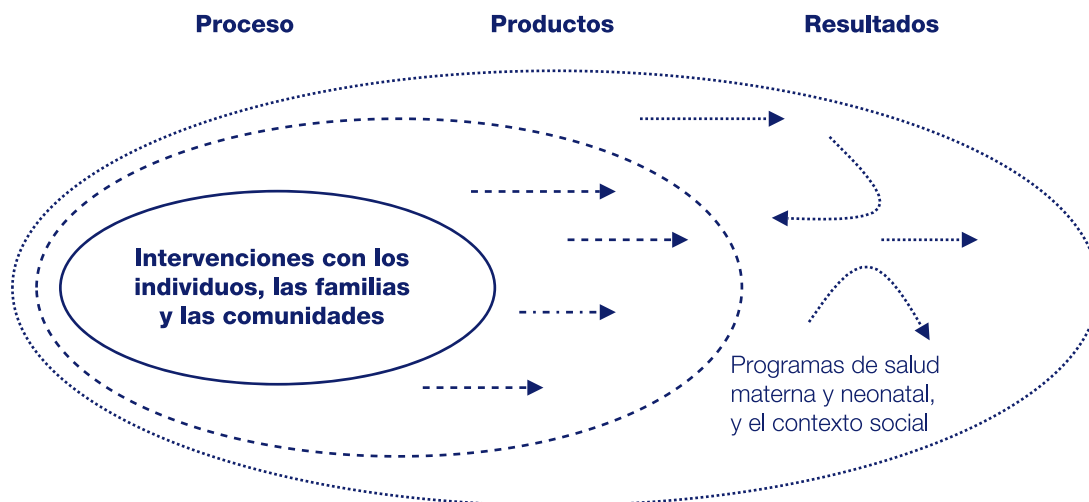 Proceso
Productos
Resultados
Intervenciones con los
individuos, las familias
y las comunidades
Programas de salud
materna y neonatal,
y el contexto social